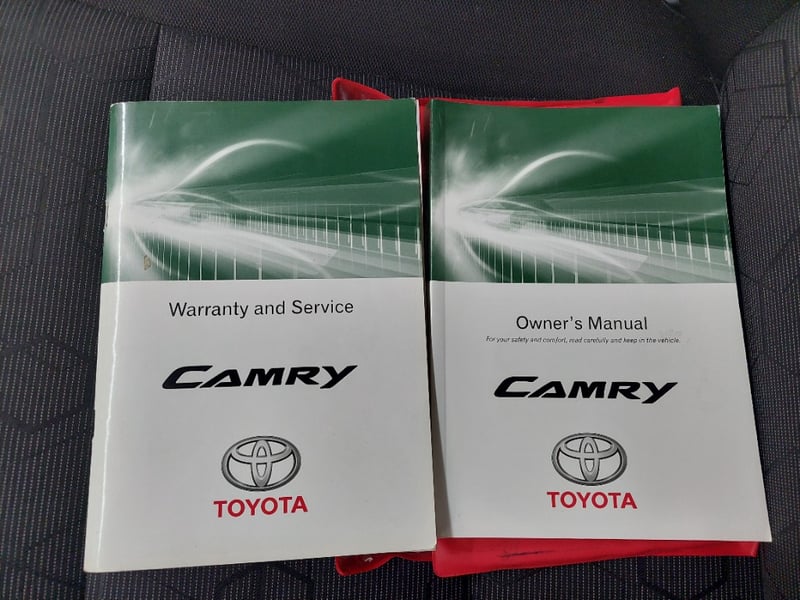 Warranty and Service
CAMRY
TOYOTA
Owner's Manual
For your safety and comfort, read carefully and keep in the vehicle.
CAMRY
TOYOTA